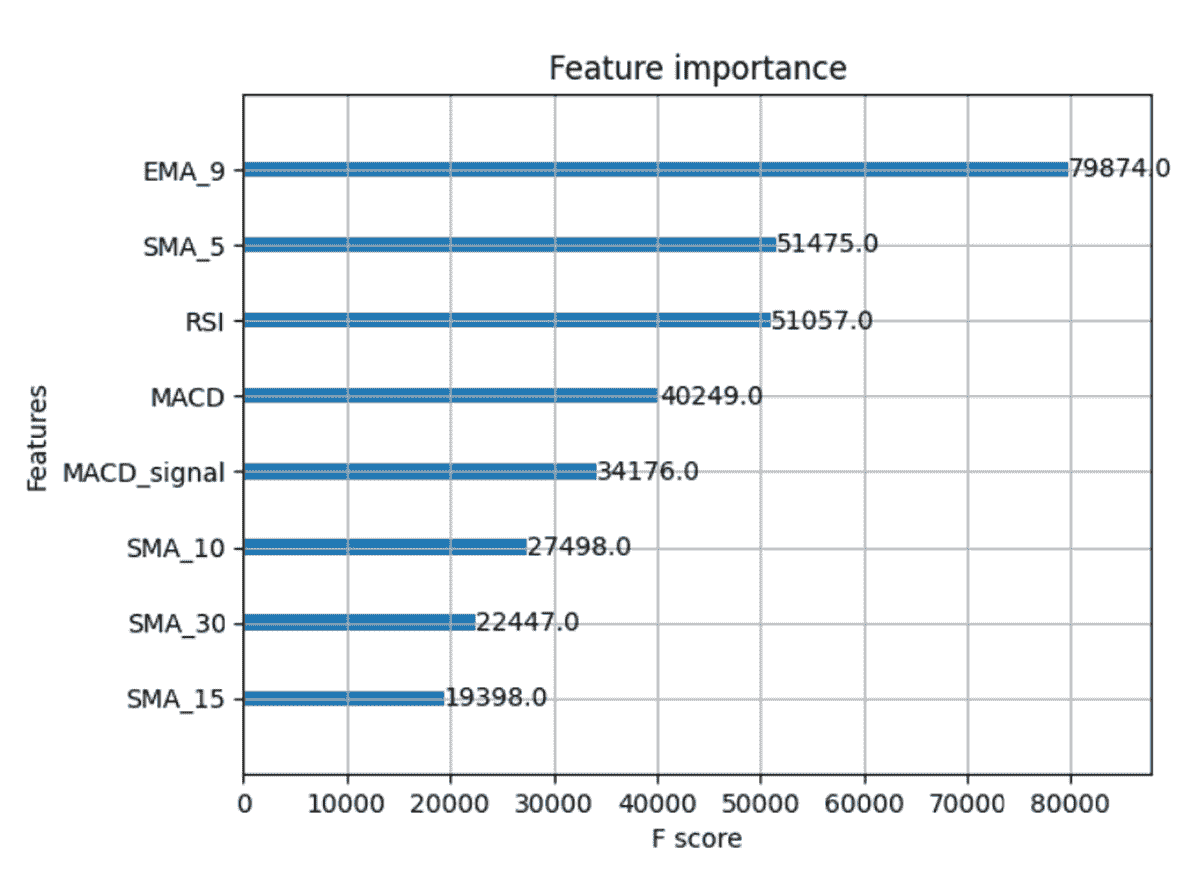 Feature importance
EMA_9 79874.0
SMA_5 51475.0
RSI 51057.0
MACD 40249.0
MACD_signal 34176.0
SMA_10 27498.0
SMA_30 22447.0
SMA_15 19398.0
Features
0 10000 20000 30000 40000 50000 60000 70000 80000
F score